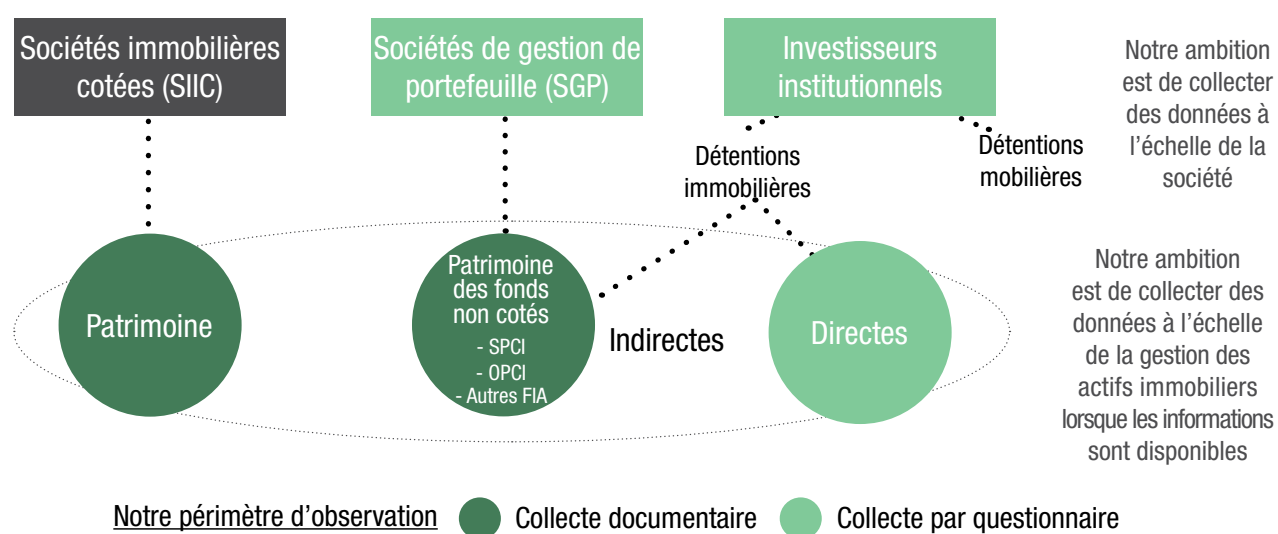 Sociétés immobilières
cotées (SIIC)
Sociétés de gestion de
portefeuille (SGP)
Investisseurs
institutionnels
Notre ambition
est de collecter
des données à
l’échelle de la
société
Détentions
immobilières
Détentions
mobilières
Patrimoine
Patrimoine
des fonds
non cotés
- SPCI
- OPCI
- Autres FIA
Indirectes
Directes
Notre ambition
est de collecter des
données à l’échelle
de la gestion des
actifs immobiliers
lorsque les informations
sont disponibles
Notre périmètre d’observation
Collecte documentaire
Collecte par questionnaire